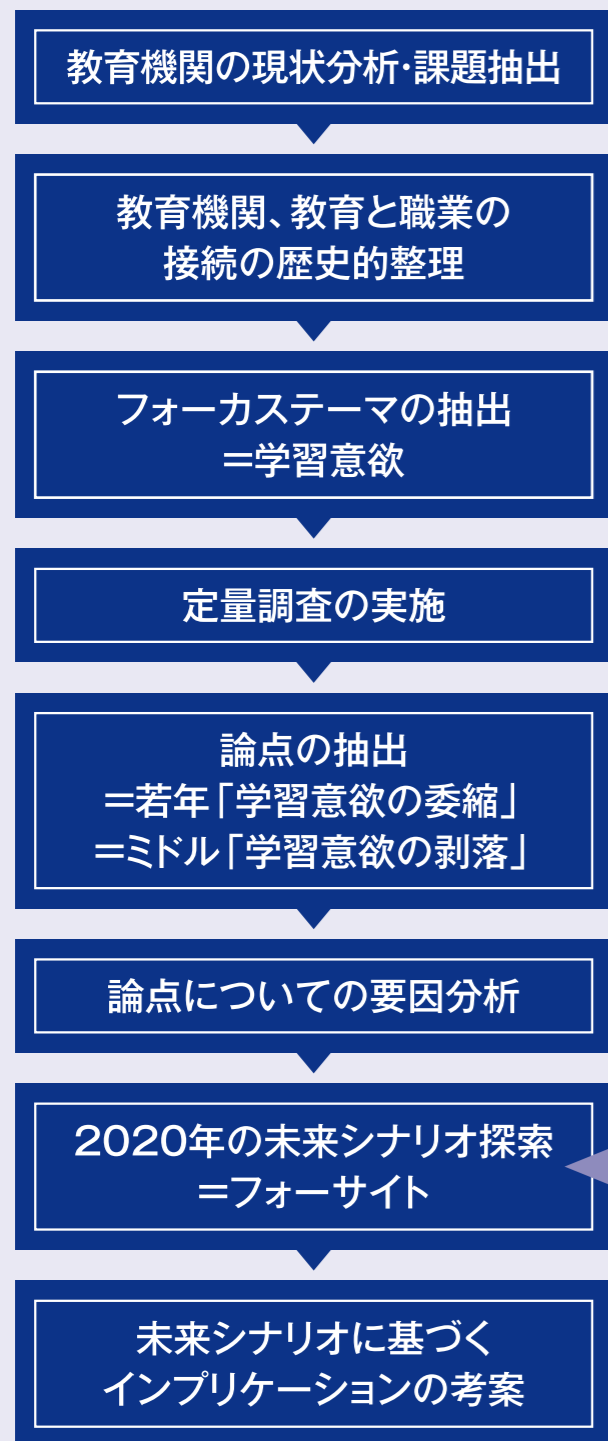 教育機関の現状分析・課題抽出
教育機関、教育と職業の
接続の歴史的整理
フォーカステーマの抽出
＝学習意欲
定量調査の実施
論点の抽出
＝若年「学習意欲の委縮」
＝ミドル「学習意欲の剥落」
論点についての要因分析
2020年の未来シナリオ探索
＝フォーサイト
未来シナリオに基づく
インプリケーションの考案